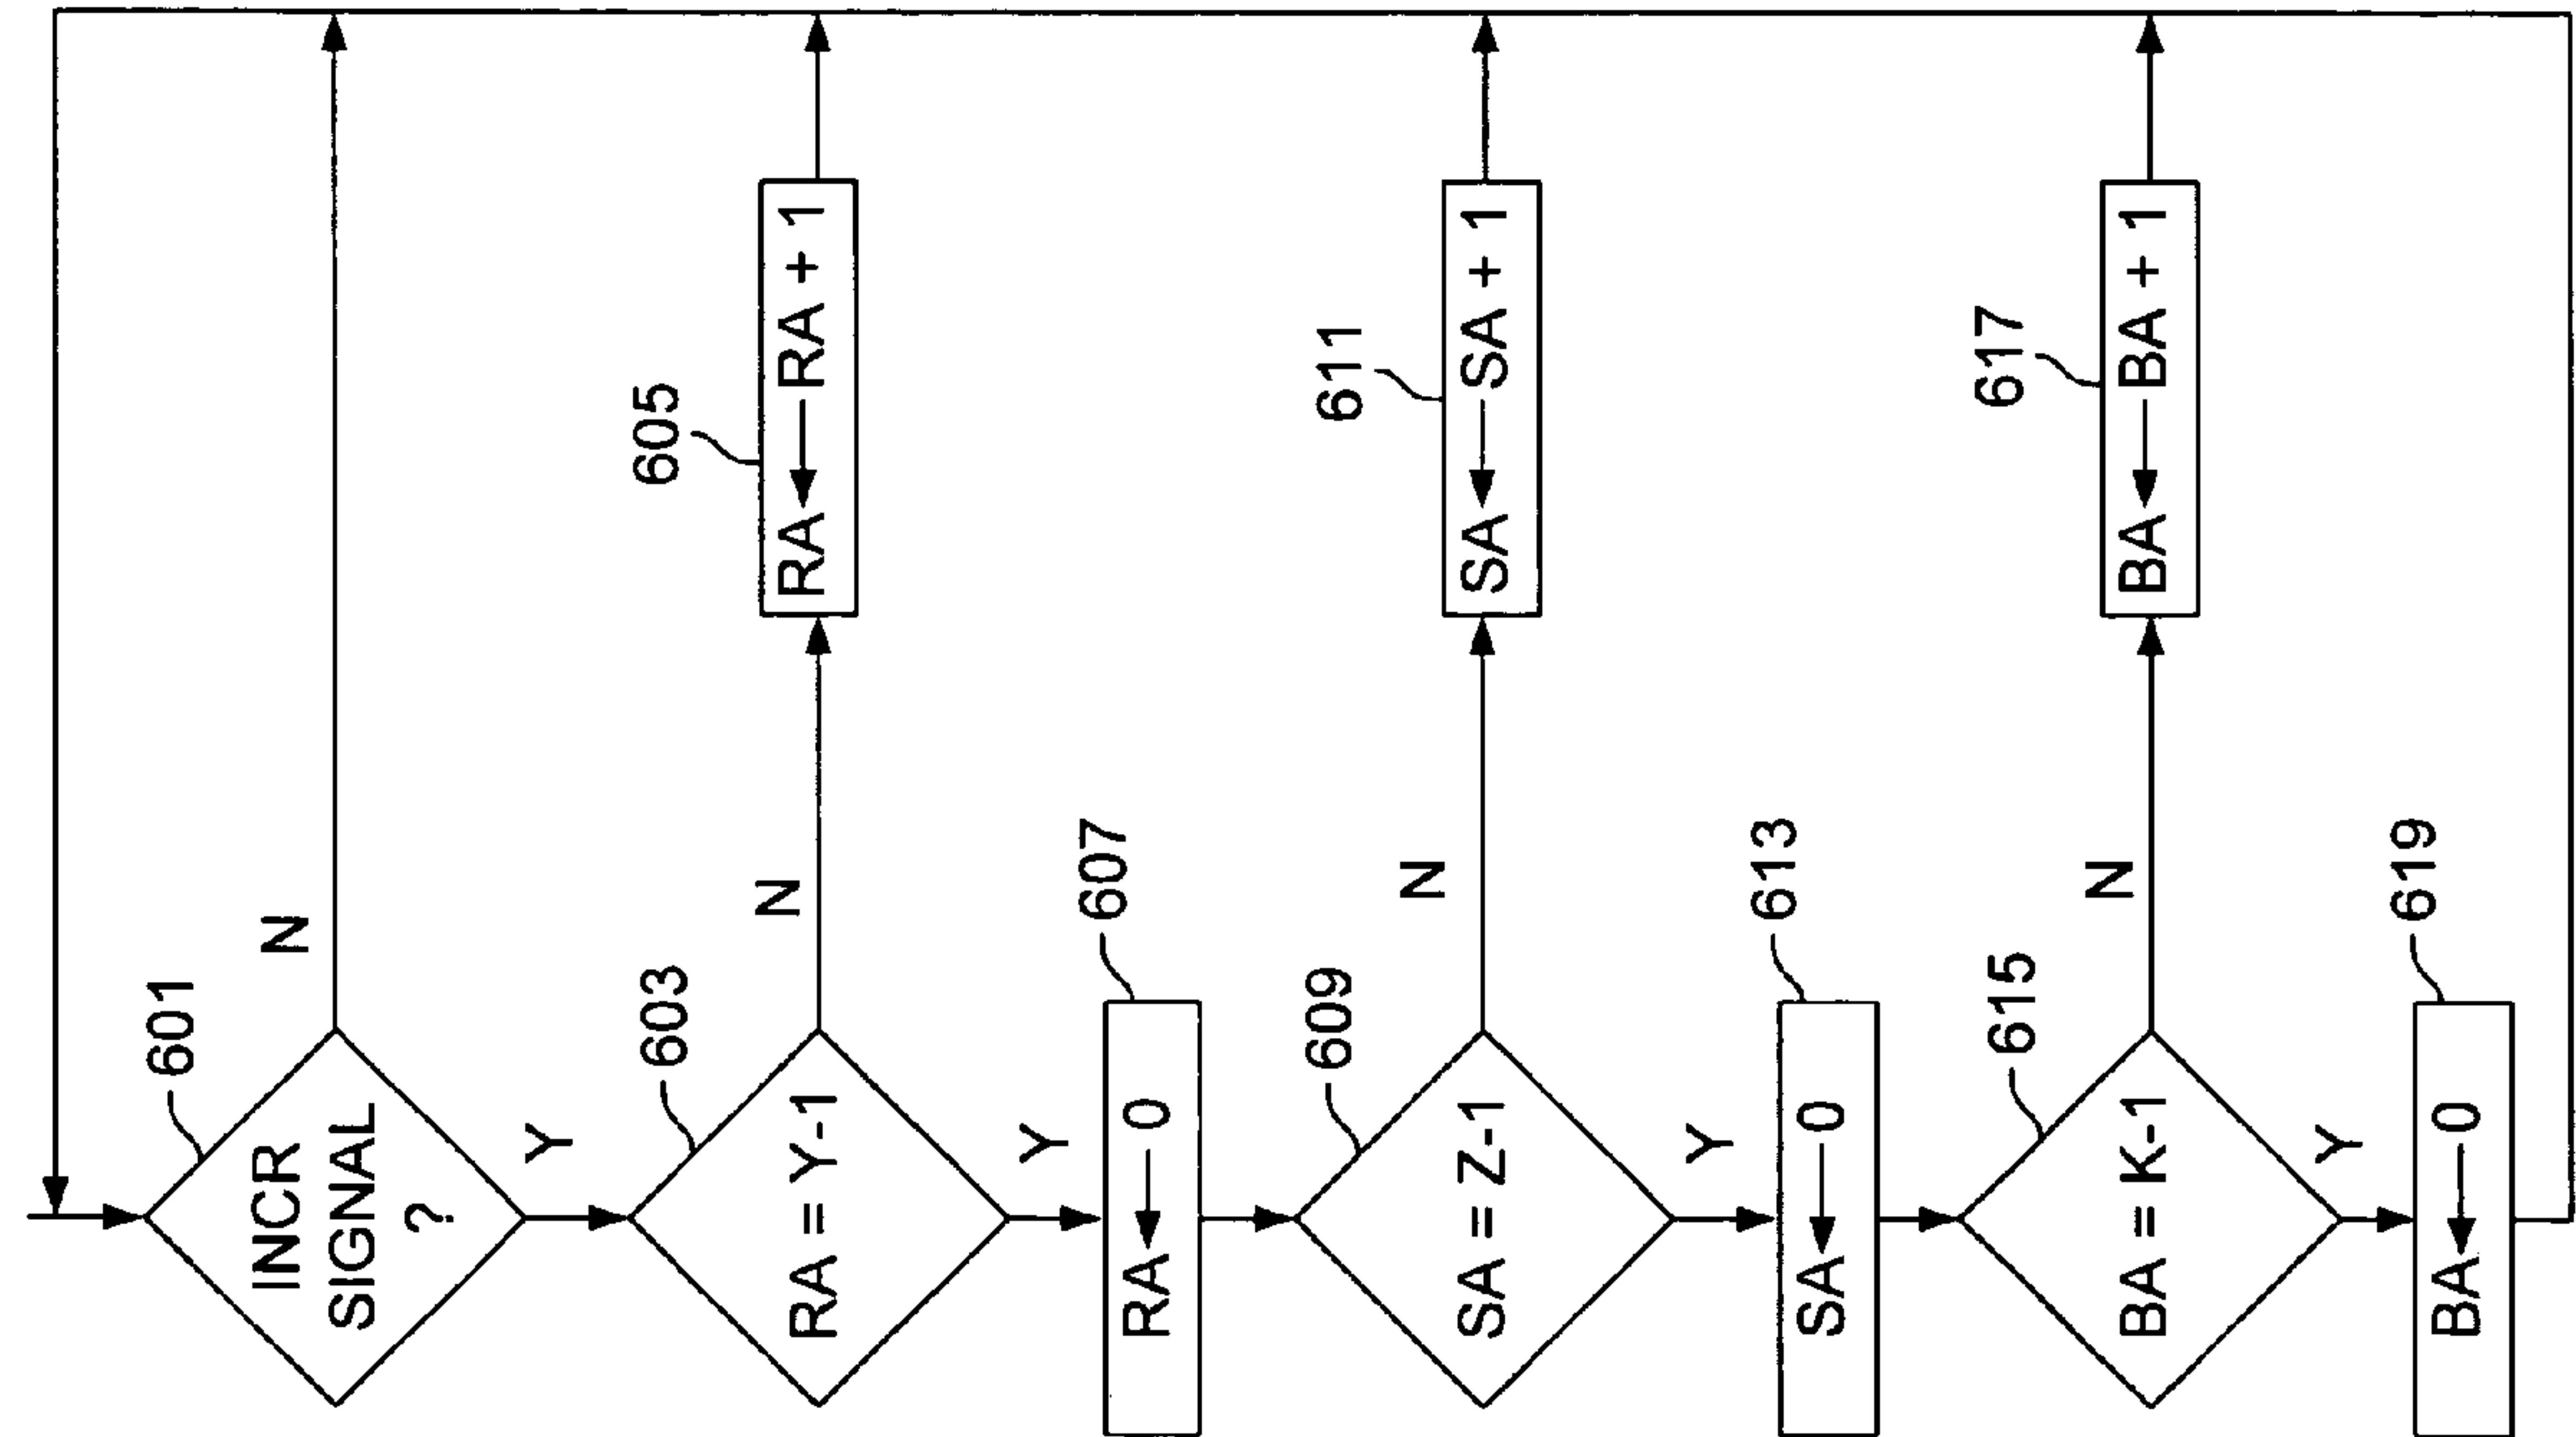 INCR
SIGNAL
?
601
N
Y
RA = Y-1
603
N
RA ← RA + 1
605
Y
RA ← 0
607
SA = Z-1
609
N
SA ← SA + 1
611
Y
SA ← 0
613
BA = K-1
615
N
BA ← BA + 1
617
Y
BA ← 0
619